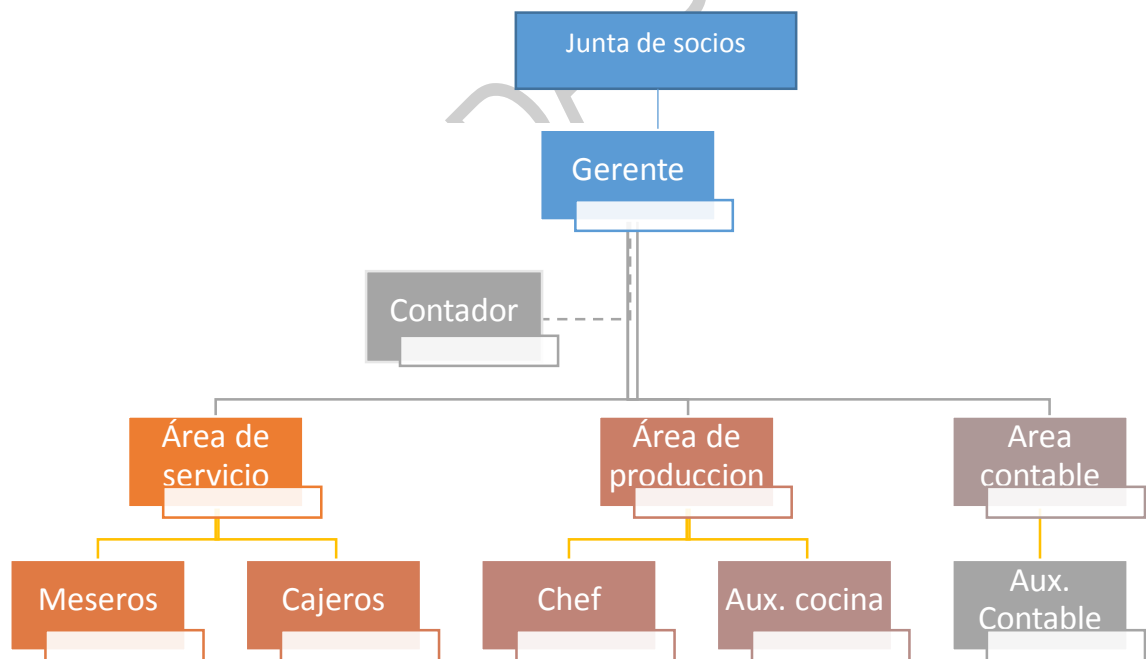 Junta de socios
Gerente
Contador
Área de
servicio
Área de
produccion
Area
contable
Meseros
Cajeros
Chef
Aux. cocina
Aux.
Contable